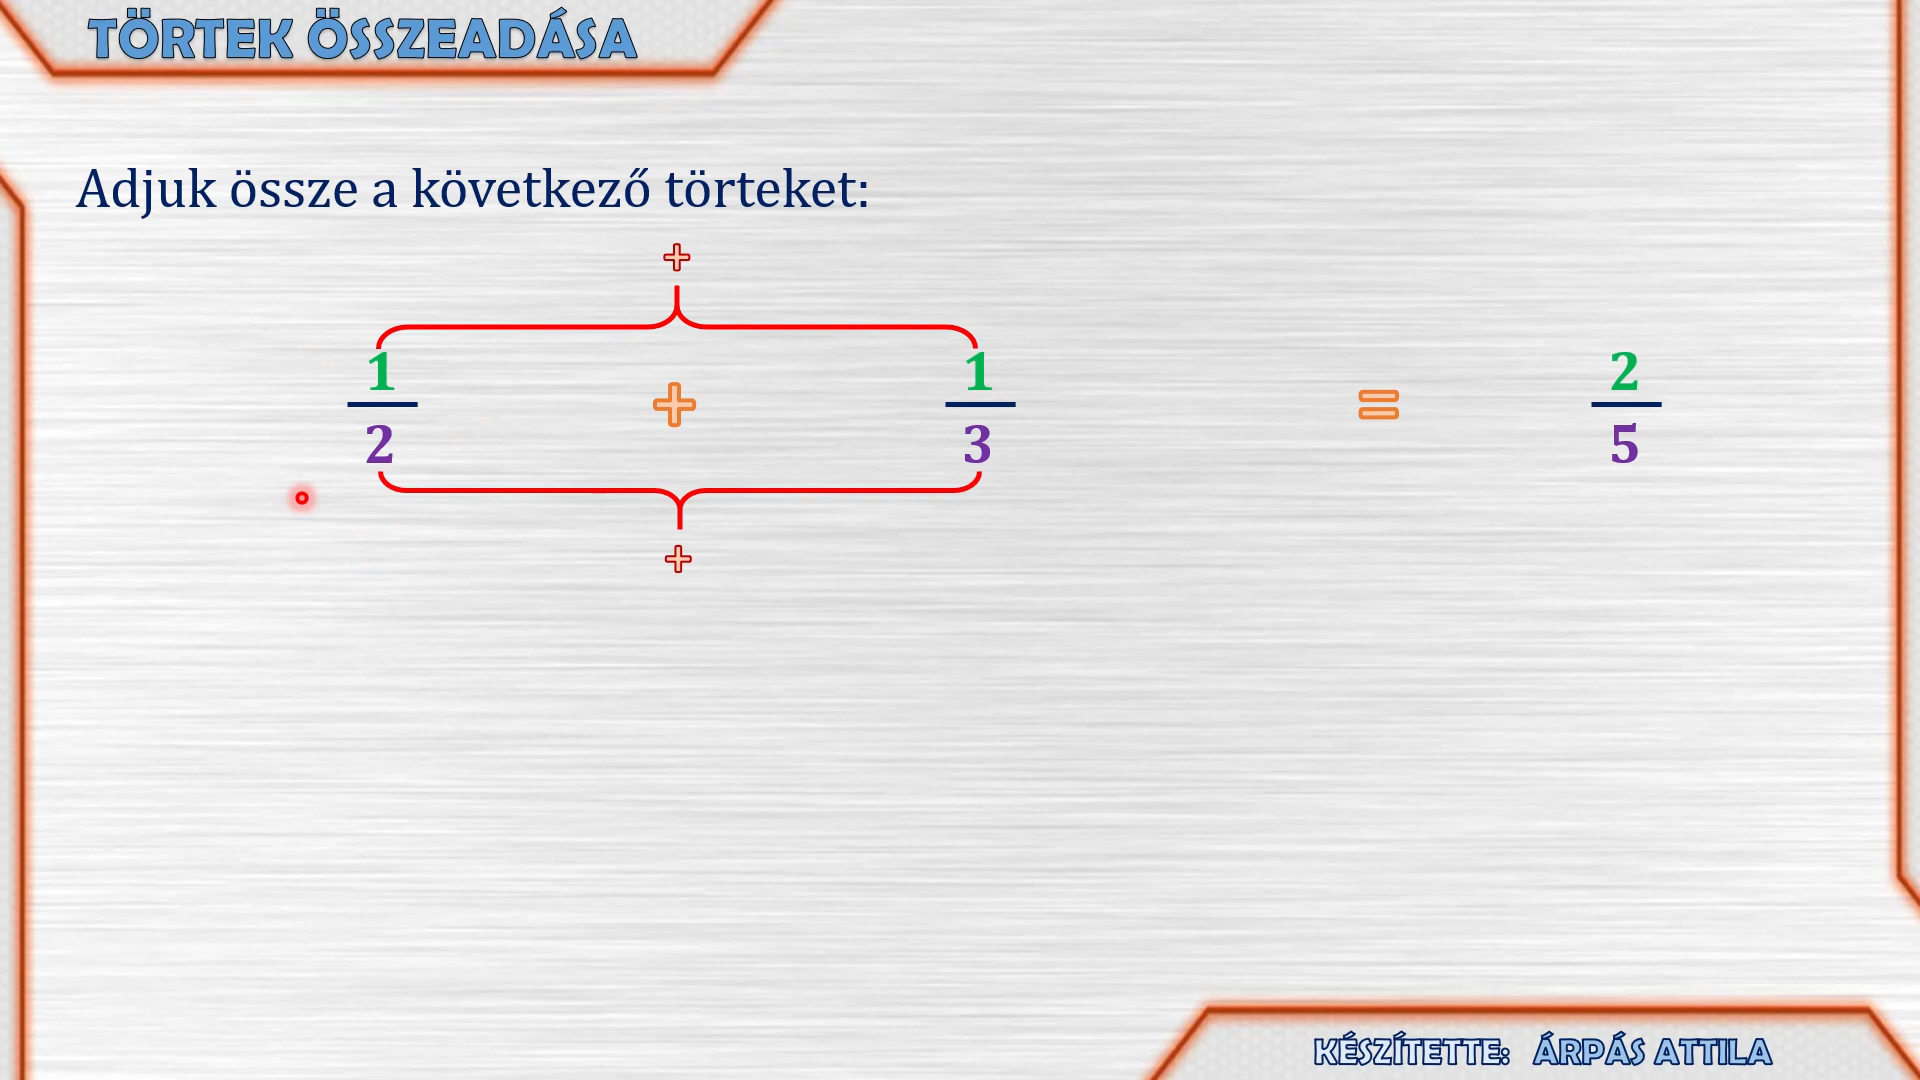 TÖRTEK ÖSSZEADÁSA
Adjuk össze a következő törteket:
+
1 1 2
+ =
2 3 5
+
KÉSZÍTETTE: ÁRPÁS ATTILA